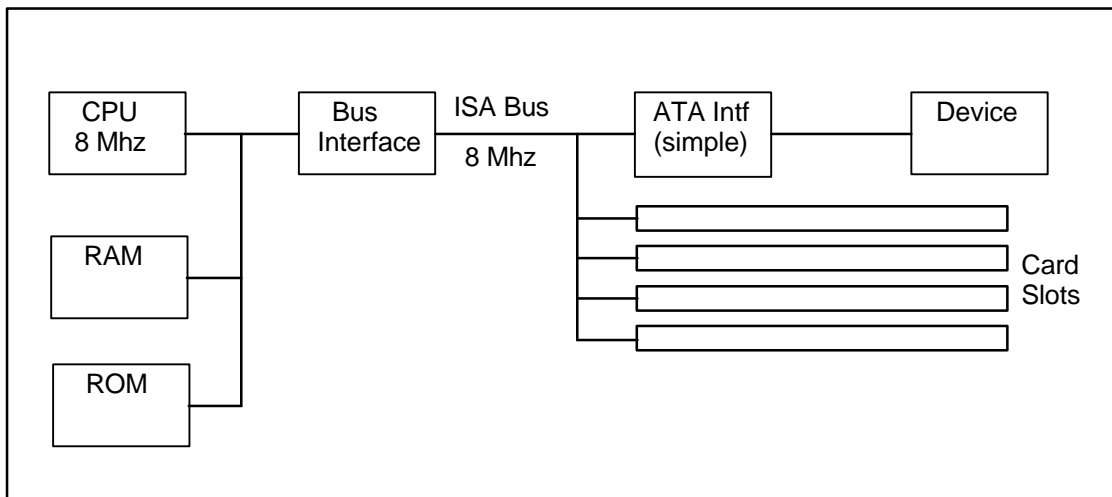 CPU
8 Mhz
Bus
Interface
ISA Bus
8 Mhz
ATA Intf
(simple)
Device
RAM
Card
Slots
ROM